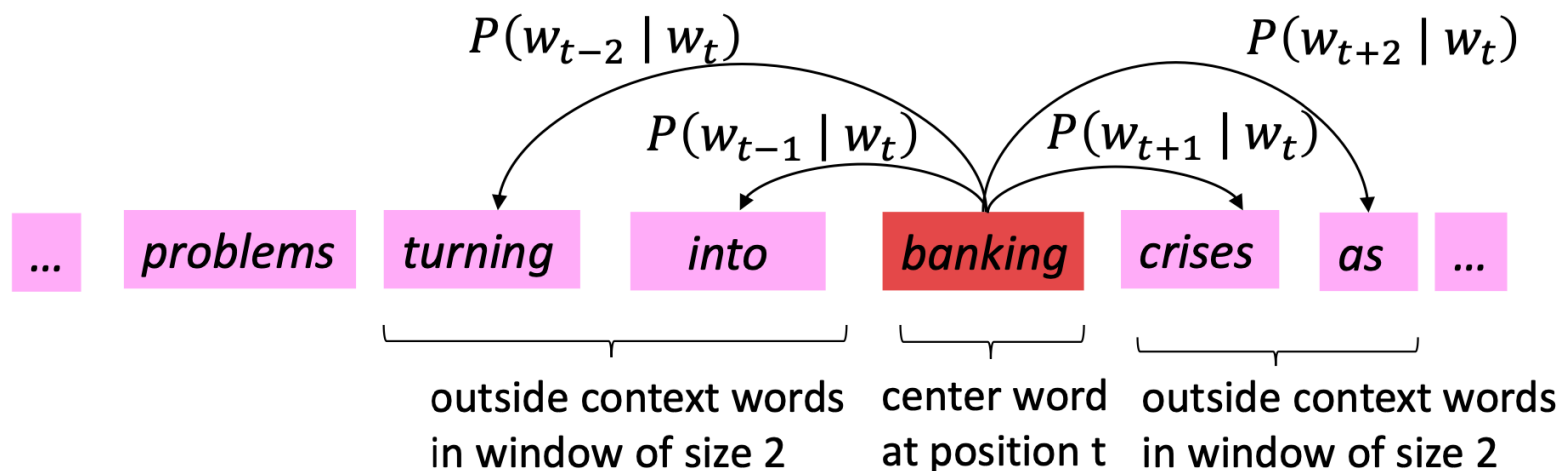 P(w_{t−2} | w_t)
P(w_{t+2} | w_t)
P(w_{t−1} | w_t)
P(w_{t+1} | w_t)
... problems turning into banking crises as ...
outside context words
in window of size 2
center word
at position t
outside context words
in window of size 2